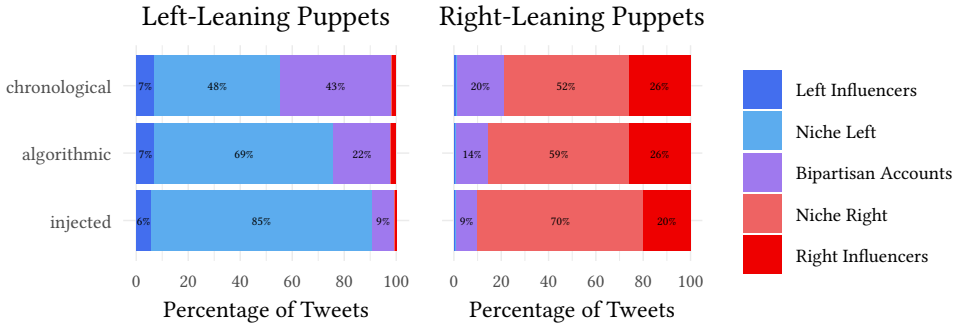 Left-Leaning Puppets Right-Leaning Puppets
chronological 7% 48% 43% 20% 52% 26%
algorithmic 7% 69% 22% 14% 59% 26%
injected 6% 85% 9% 9% 70% 20%
0 20 40 60 80 100 0 20 40 60 80 100
Percentage of Tweets Percentage of Tweets
Left Influencers
Niche Left
Bipartisan Accounts
Niche Right
Right Influencers